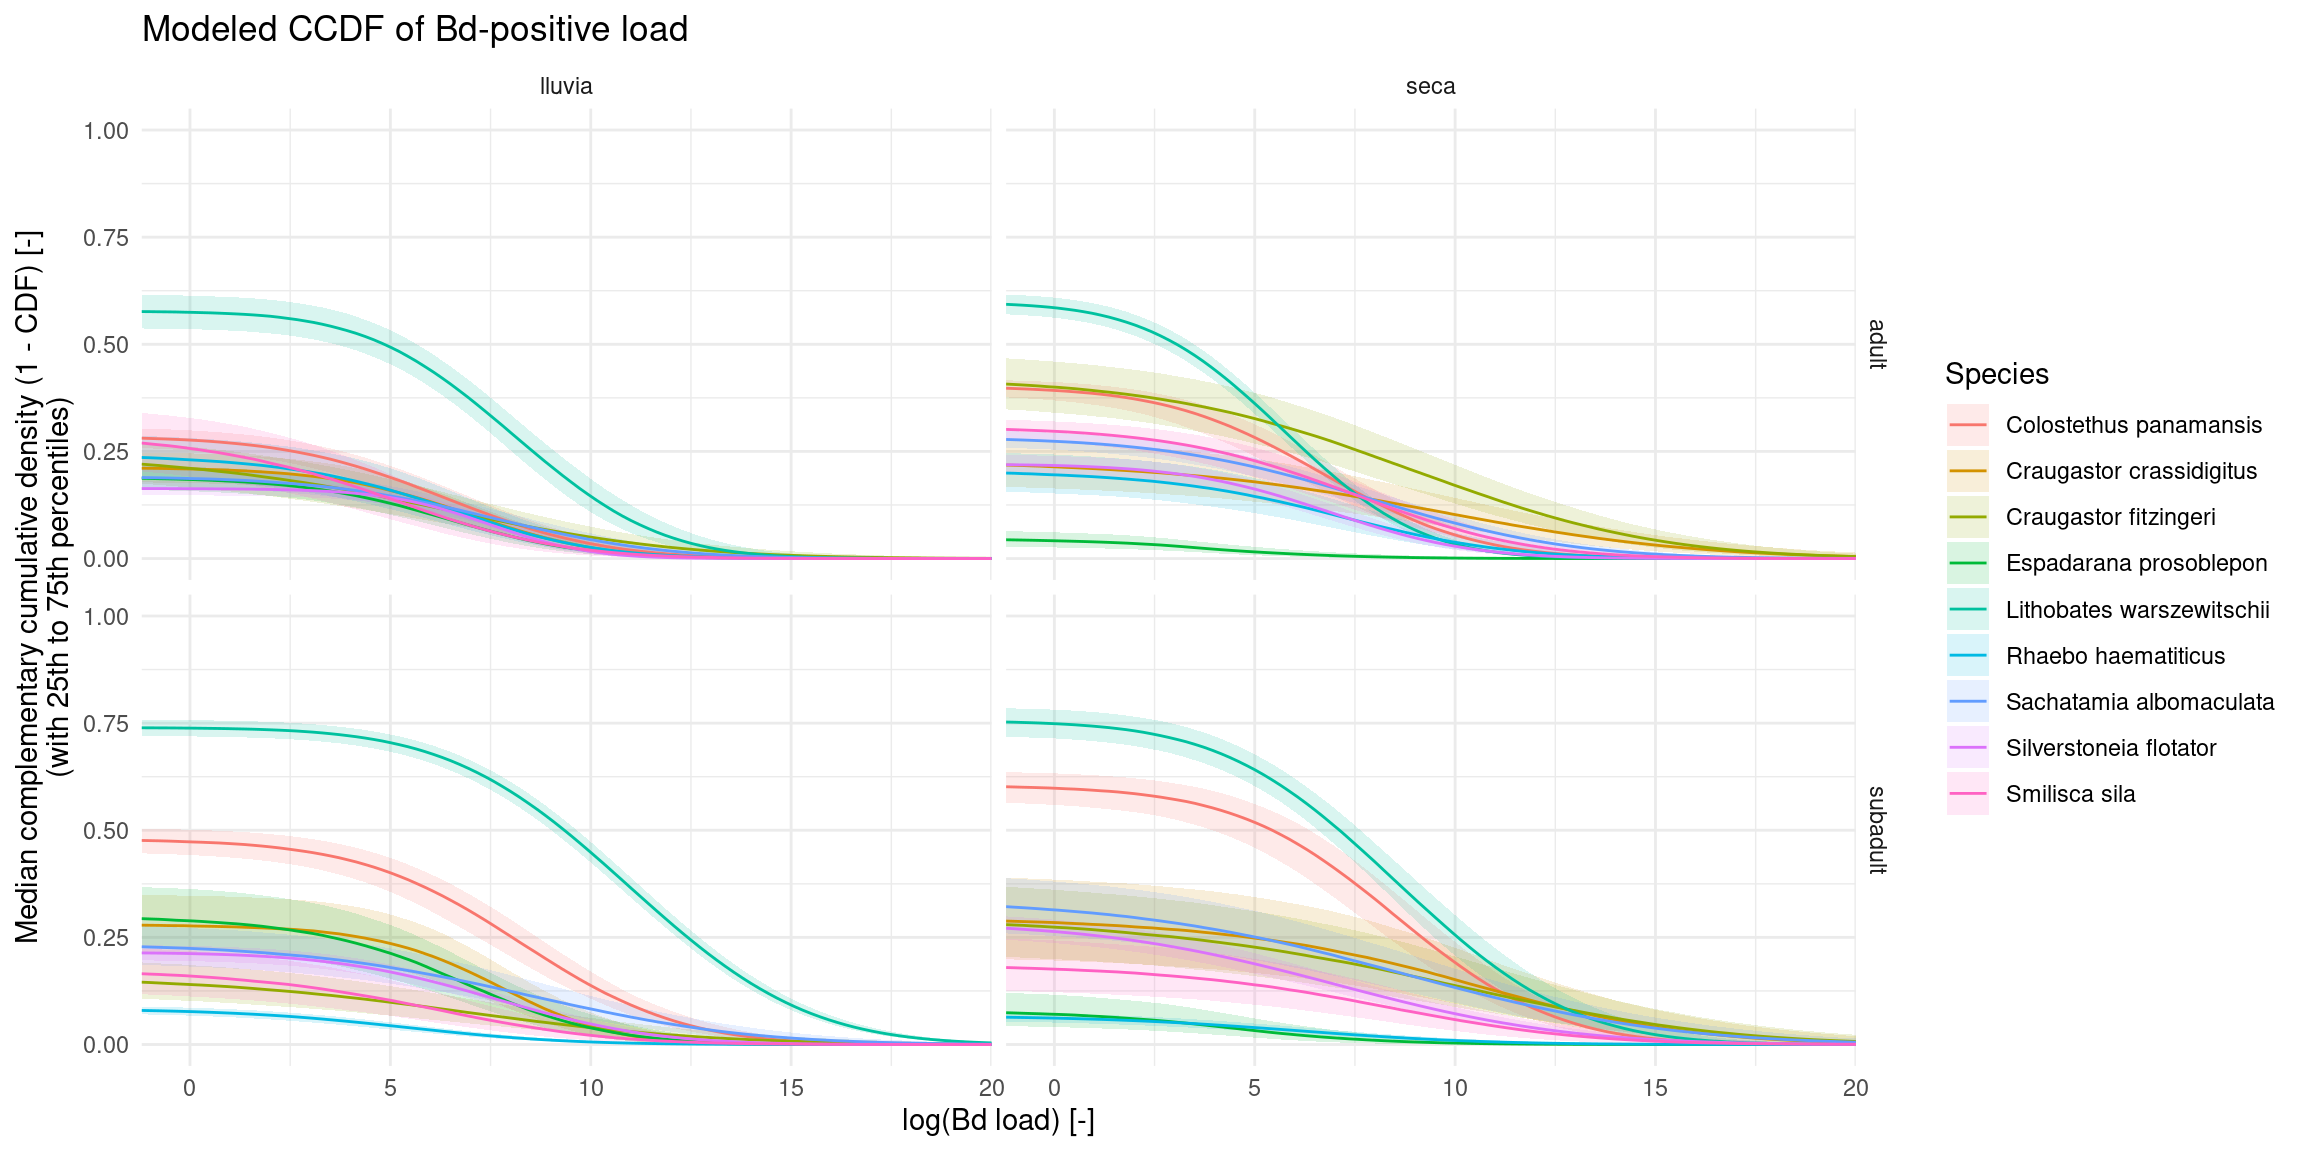 Modeled CCDF of Bd-positive load
lluvia
seca
Median complementary cumulative density (1 - CDF) [-]
(with 25th to 75th percentiles)
1.00
0.75
0.50
0.25
0.00
adult
1.00
0.75
0.50
0.25
0.00
subadult
0
5
10
15
20
0
5
10
15
20
log(Bd load) [-]
Species
Colostethus panamansis
Craugastor crassidigitus
Craugastor fitzingeri
Espadarana prosoblepon
Lithobates warszewitschii
Rhaebo haematiticus
Sachatamia albomaculata
Silverstoneia flotator
Smilisca sila